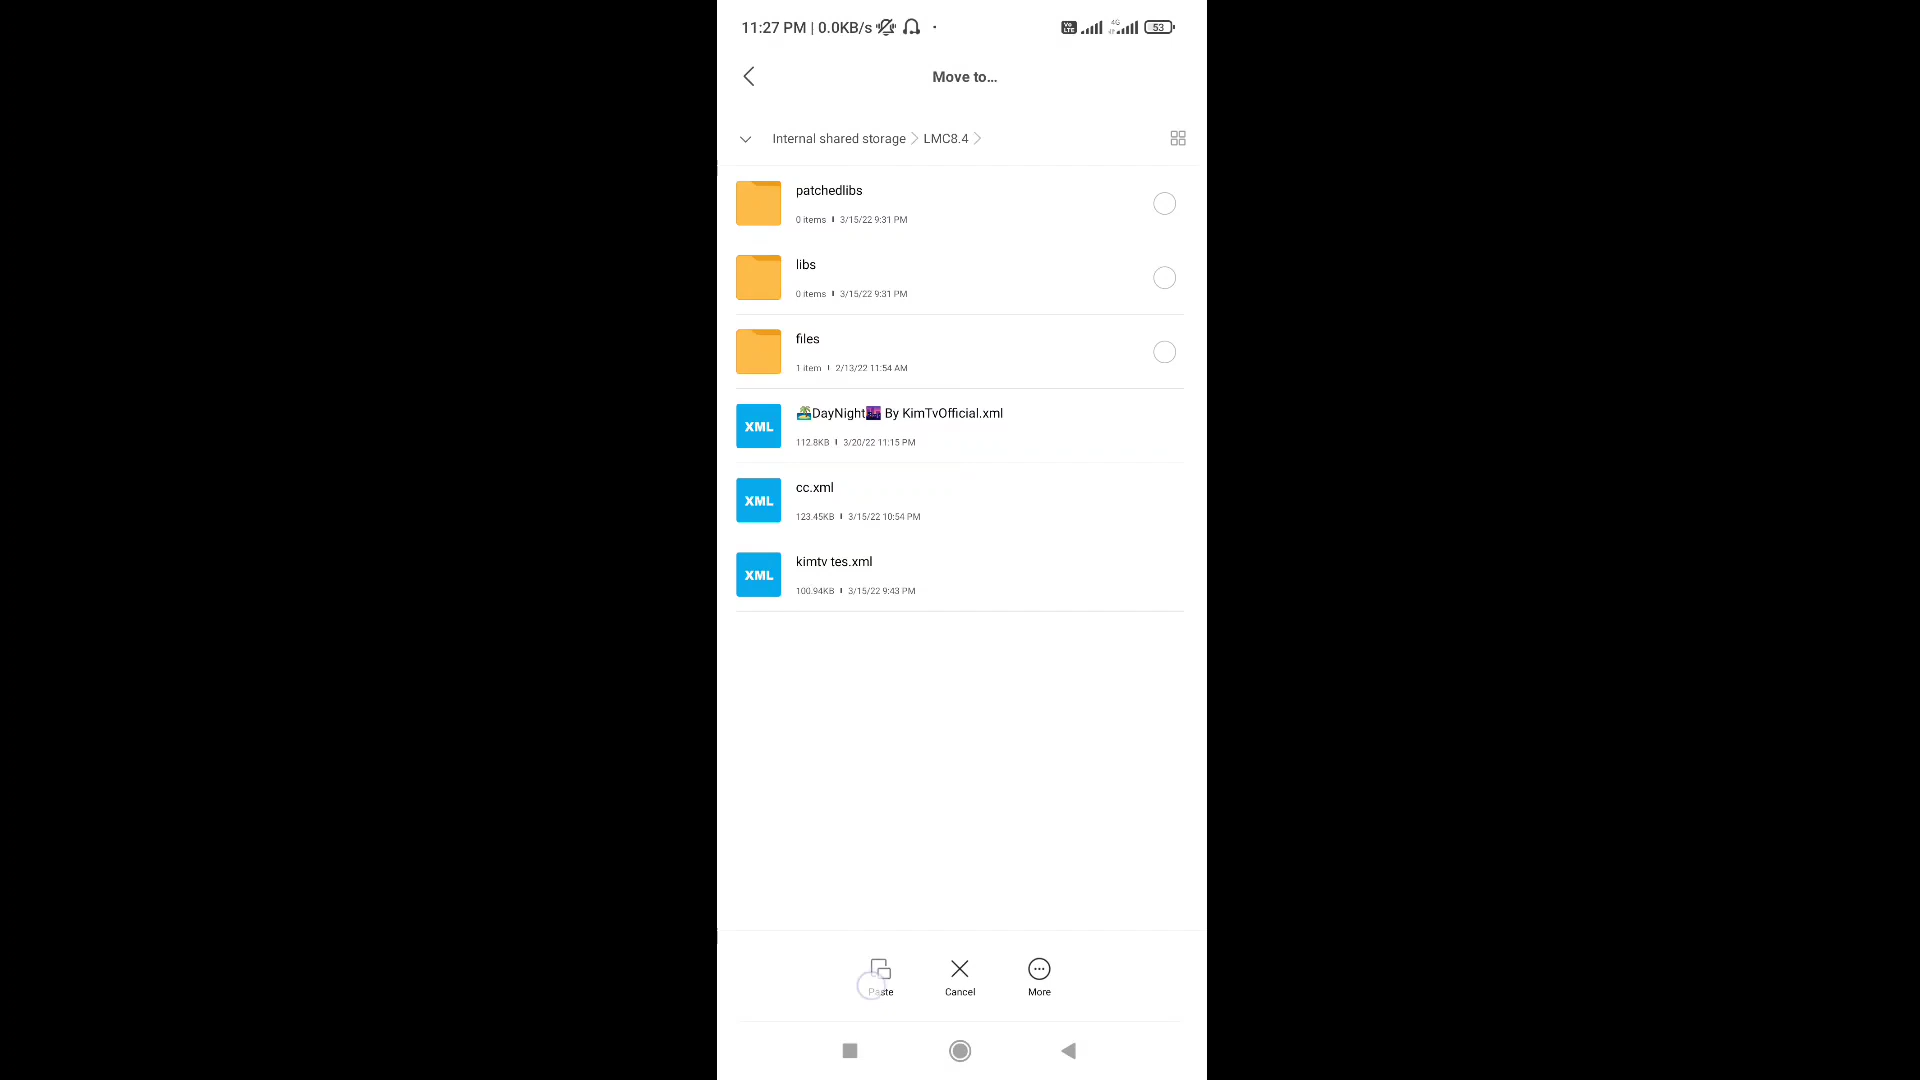 11:27 PM | 0.0KB/s
Vo LTE
4G
53
Move to...
Internal shared storage
LMC8.4
patchedlibs
0 items
3/15/22 9:31 PM
libs
0 items
3/15/22 9:31 PM
files
1 item
2/13/22 11:54 AM
XML
🏝DayNight🌆 By KimTvOfficial.xml
112.8KB
3/20/22 11:15 PM
XML
cc.xml
123.45KB
3/15/22 10:54 PM
XML
kimtv tes.xml
100.94KB
3/15/22 9:43 PM
Paste
Cancel
More